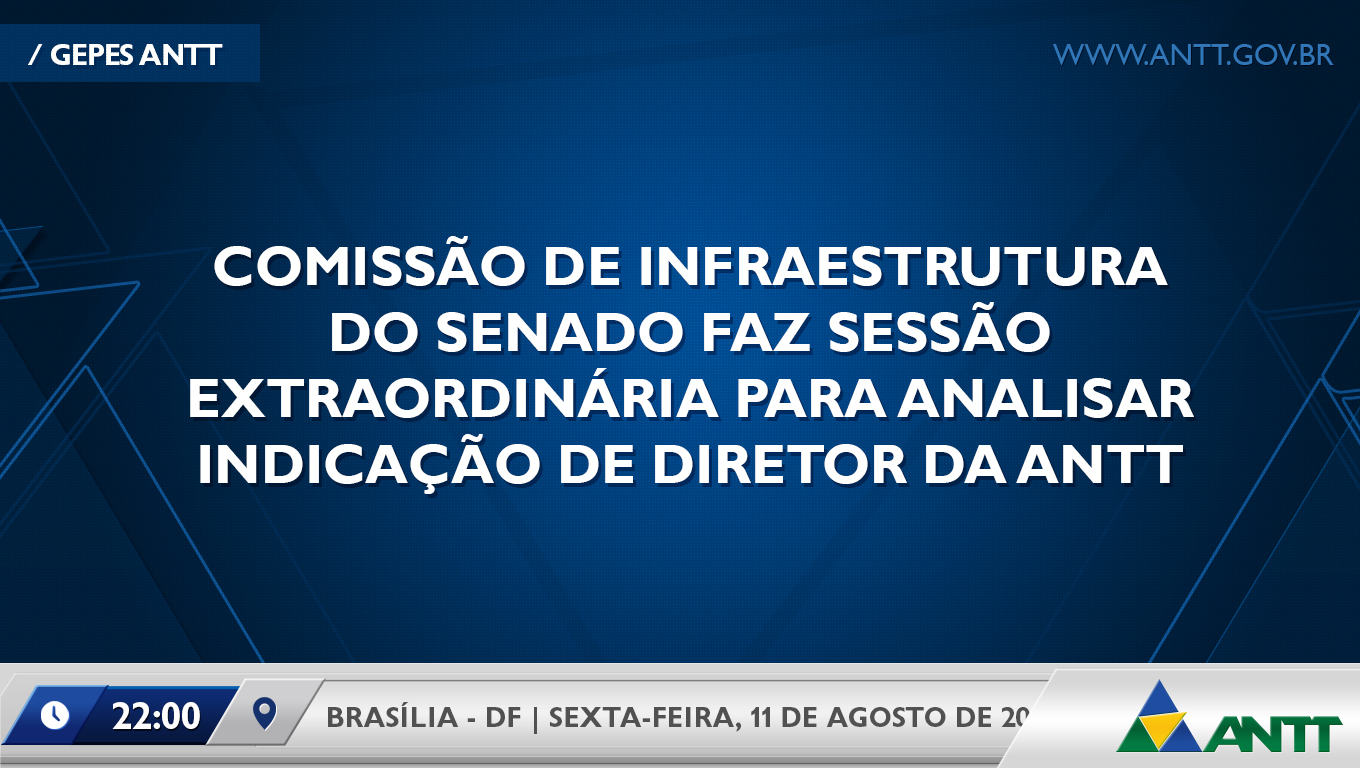 / GEPES ANTT
WWW.ANTT.GOV.BR
COMISSÃO DE INFRAESTRUTURA
DO SENADO FAZ SESSÃO
EXTRAORDINÁRIA PARA ANALISAR
INDICAÇÃO DE DIRETOR DA ANTT
22:00
BRASÍLIA - DF | SEXTA-FEIRA, 11 DE AGOSTO DE 20
ANTT